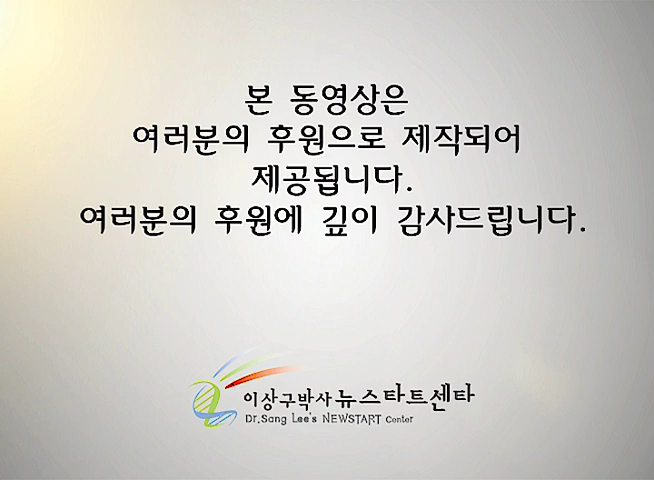 본 동영상은
여러분의 후원으로 제작되어
제공됩니다.
여러분의 후원에 깊이 감사드립니다.
이상구박사 뉴스타트센타
Dr.Sang Lee's NEWSTART Center